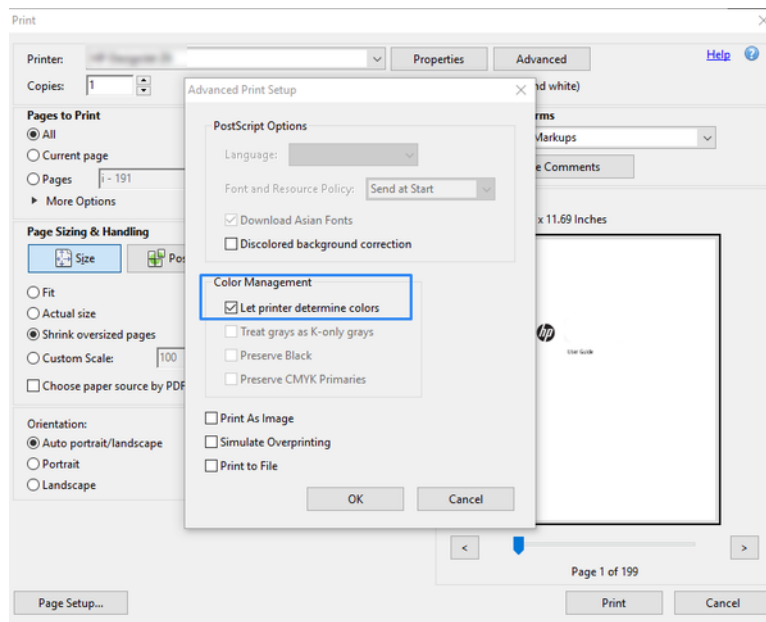 Print
Printer: Properties Advanced Help
Copies: 1 nd white)
Advanced Print Setup
Pages to Print
All
Current page
Pages i - 191
More Options
Page Sizing & Handling
Size Pos
Fit
Actual size
Shrink oversized pages
Custom Scale: 100
Choose paper source by PDF
Orientation:
Auto portrait/landscape
Portrait
Landscape
PostScript Options
Language:
Font and Resource Policy: Send at Start
Download Asian Fonts
Discolored background correction
Color Management
Let printer determine colors
Treat grays as K-only grays
Preserve Black
Preserve CMYK Primaries
Print As Image
Simulate Overprinting
Print to File
OK Cancel
rms
Markups
e Comments
x 11.69 Inches
hp
User Guide
< >
Page 1 of 199
Page Setup... Print Cancel